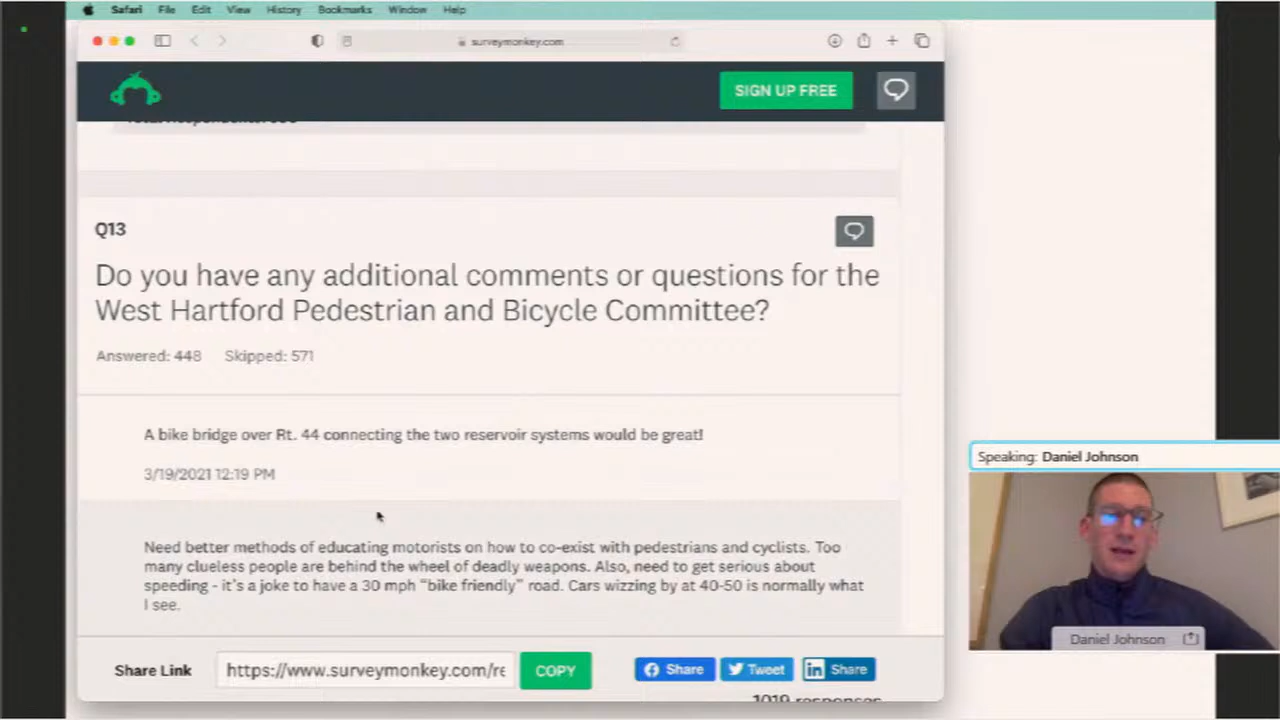 Safari File Edit View History Bookmarks Window Help
surveymonkey.com
SIGN UP FREE
Q13
Do you have any additional comments or questions for the
West Hartford Pedestrian and Bicycle Committee?
Answered: 448 Skipped: 571
A bike bridge over Rt. 44 connecting the two reservoir systems would be great!
3/19/2021 12:19 PM
Need better methods of educating motorists on how to co-exist with pedestrians and cyclists. Too
many clueless people are behind the wheel of deadly weapons. Also, need to get serious about
speeding - it's a joke to have a 30 mph “bike friendly” road. Cars wizzing by at 40-50 is normally what
I see.
Share Link https://www.surveymonkey.com/re COPY Share Tweet Share
1019 responses
Speaking: Daniel Johnson
Daniel Johnson